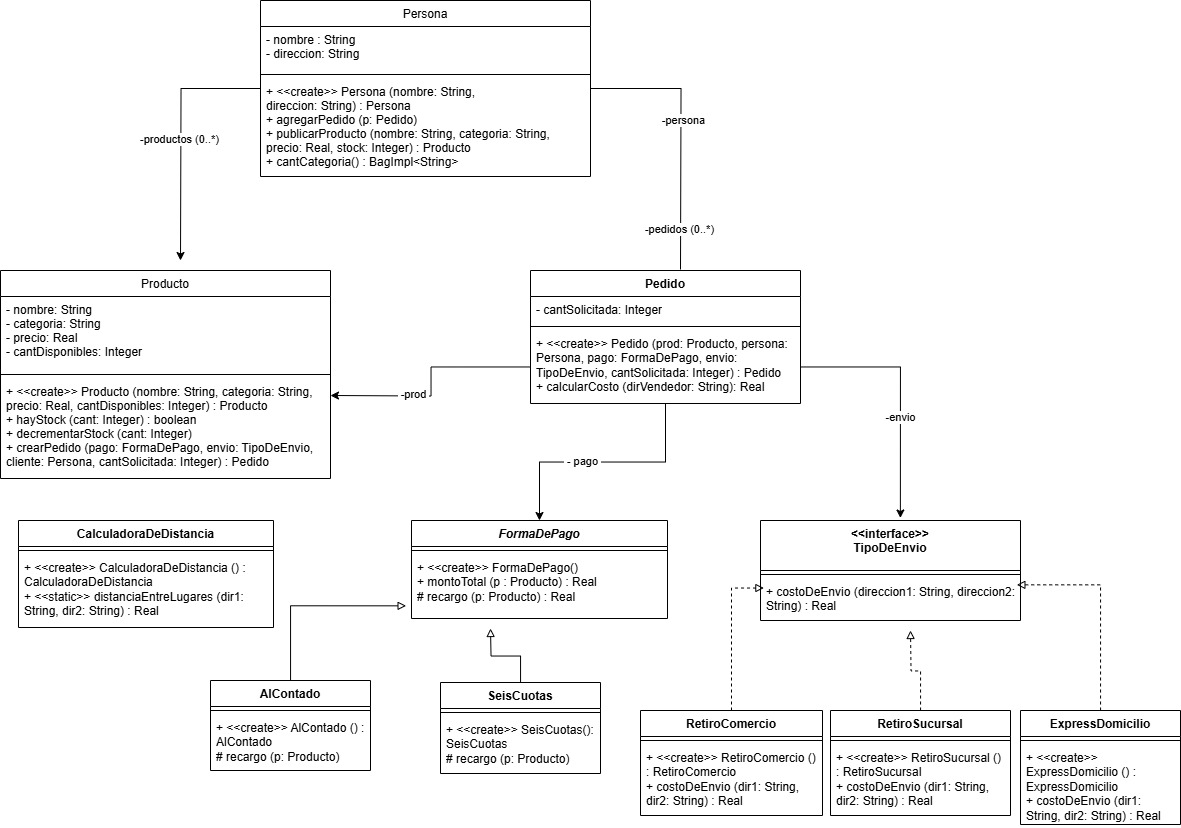 Persona
- nombre : String
- direccion: String
+ <<create>> Persona (nombre: String,
direccion: String) : Persona
+ agregarPedido (p: Pedido)
+ publicarProducto (nombre: String, categoria: String,
precio: Real, stock: Integer) : Producto
+ cantCategoria() : BagImpl<String>
-productos (0..*)
-persona
-pedidos (0..*)
Producto
- nombre: String
- categoria: String
- precio: Real
- cantDisponibles: Integer
+ <<create>> Producto (nombre: String, categoria: String,
precio: Real, cantDisponibles: Integer) : Producto
+ hayStock (cant: Integer) : boolean
+ decrementarStock (cant: Integer)
+ crearPedido (pago: FormaDePago, envio: TipoDeEnvio,
cliente: Persona, cantSolicitada: Integer) : Pedido
Pedido
- cantSolicitada: Integer
+ <<create>> Pedido (prod: Producto, persona:
Persona, pago: FormaDePago, envio:
TipoDeEnvio, cantSolicitada: Integer) : Pedido
+ calcularCosto (dirVendedor: String): Real
-prod
-envio
- pago
CalculadoraDeDistancia
+ <<create>> CalculadoraDeDistancia () :
CalculadoraDeDistancia
+ <<static>> distanciaEntreLugares (dir1:
String, dir2: String) : Real
FormaDePago
+ <<create>> FormaDePago()
+ montoTotal (p : Producto) : Real
# recargo (p: Producto) : Real
<<interface>>
TipoDeEnvio
+ costoDeEnvio (direccion1: String, direccion2:
String) : Real
AlContado
+ <<create>> AlContado () :
AlContado
# recargo (p: Producto)
SeisCuotas
+ <<create>> SeisCuotas():
SeisCuotas
# recargo (p: Producto)
RetiroComercio
+ <<create>> RetiroComercio ()
: RetiroComercio
+ costoDeEnvio (dir1: String,
dir2: String) : Real
RetiroSucursal
+ <<create>> RetiroSucursal ()
: RetiroSucursal
+ costoDeEnvio (dir1: String,
dir2: String) : Real
ExpressDomicilio
+ <<create>>
ExpressDomicilio () :
ExpressDomicilio
+ costoDeEnvio (dir1:
String, dir2: String) : Real